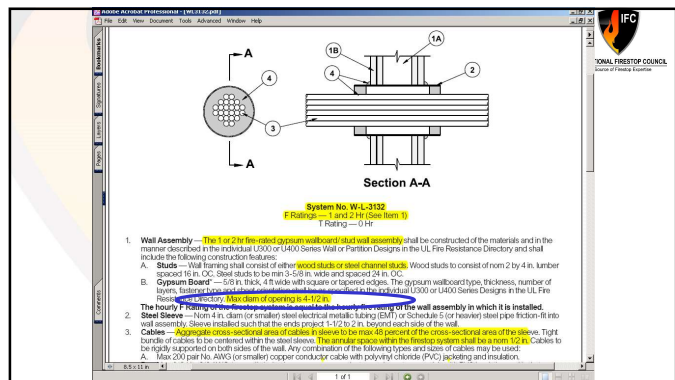 Adobe Acrobat Professional - [WL3132.pdf]
File Edit View Document Tools Advanced Window Help
IFC
TIONAL FIRESTOP COUNCIL
Source of Firestop Expertise
Bookmarks
Signatures
Layers
Pages
Comments
A
A
4
3
1B
1A
4
2
Section A-A
System No. W-L-3132
F Ratings — 1 and 2 Hr (See Item 1)
T Rating — 0 Hr
1. Wall Assembly — The 1 or 2 hr fire-rated gypsum wallboard/ stud wall assembly shall be constructed of the materials and in the
manner described in the individual U300 or U400 Series Wall or Partition Designs in the UL Fire Resistance Directory and shall
include the following construction features:
A. Studs — Wall framing shall consist of either wood studs or steel channel studs. Wood studs to consist of nom 2 by 4 in. lumber
spaced 16 in. OC. Steel studs to be min 3-5/8 in. wide and spaced 24 in. OC.
B. Gypsum Board* — 5/8 in. thick, 4 ft wide with square or tapered edges. The gypsum wallboard type, thickness, number of
layers, fastener type and sheet orientation shall be as specified in the individual U300 or U400 Series Designs in the UL Fire
Resistance Directory. Max diam of opening is 4-1/2 in.
The hourly F Rating of the firestop system is equal to the hourly fire rating of the wall assembly in which it is installed.
2. Steel Sleeve — Nom 4 in. diam (or smaller) steel electrical metallic tubing (EMT) or Schedule 5 (or heavier) steel pipe friction-fit into
wall assembly. Sleeve installed such that the ends project 1-1/2 to 2 in. beyond each side of the wall.
3. Cables — Aggregate cross-sectional area of cables in sleeve to be max 48 percent of the cross-sectional area of the sleeve. Tight
bundle of cables to be centered within the steel sleeve. The annular space within the firestop system shall be a nom 1/2 in. Cables to
be rigidly supported on both sides of the wall. Any combination of the following types and sizes of cables may be used:
A. Max 200 pair No. AWG (or smaller) copper conductor cable with polyvinyl chloride (PVC) jacketing and insulation.
8.5 x 11 in
1 of 1